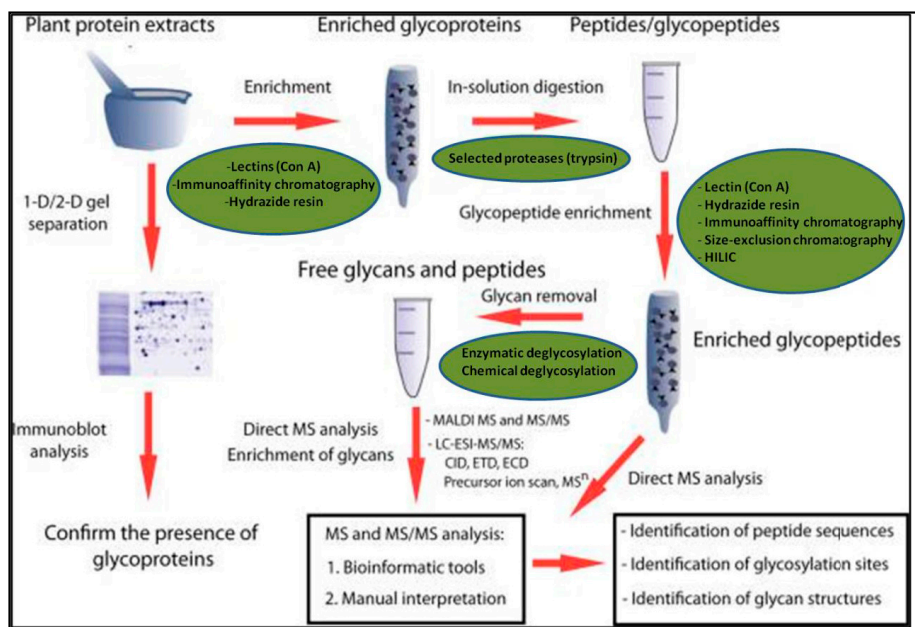 Plant protein extracts
Enriched glycoproteins
Peptides/glycopeptides
Enrichment
In-solution digestion
-Lectins (Con A)
-Immunoaffinity chromatography
-Hydrazide resin
Selected proteases (trypsin)
1-D/2-D gel
separation
Glycopeptide enrichment
- Lectin (Con A)
- Hydrazide resin
- Immunoaffinity chromatography
- Size-exclusion chromatography
- HILIC
Free glycans and peptides
Glycan removal
Enzymatic deglycosylation
Chemical deglycosylation
Enriched glycopeptides
Immunoblot
analysis
Direct MS analysis
Enrichment of glycans
- MALDI MS and MS/MS
- LC-ESI-MS/MS:
CID, ETD, ECD
Precursor ion scan, MSⁿ
Direct MS analysis
Confirm the presence of
glycoproteins
MS and MS/MS analysis:
1. Bioinformatic tools
2. Manual interpretation
- Identification of peptide sequences
- Identification of glycosylation sites
- Identification of glycan structures